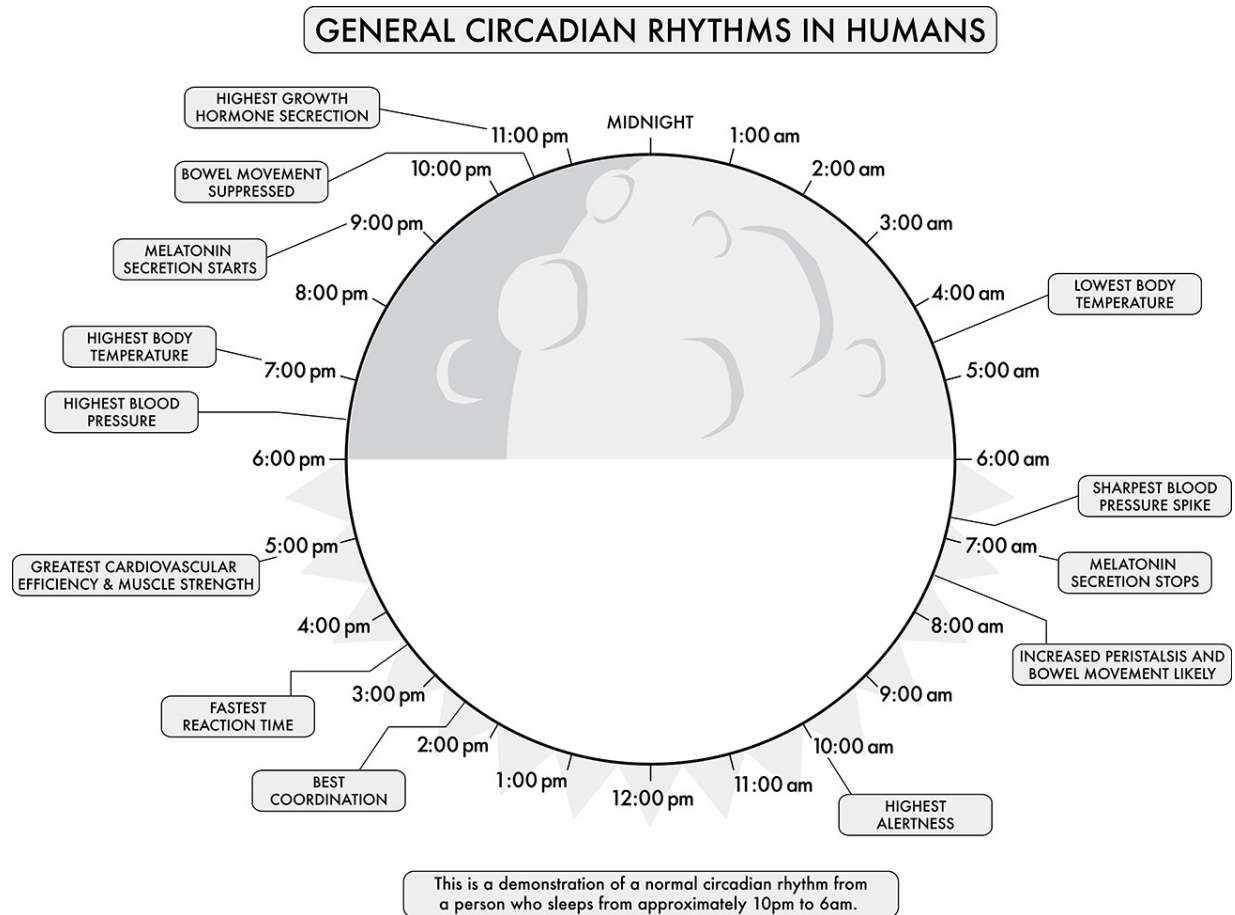 GENERAL CIRCADIAN RHYTHMS IN HUMANS
HIGHEST GROWTH
HORMONE SECRECTION
BOWEL MOVEMENT
SUPPRESSED
MELATONIN
SECRETION STARTS
HIGHEST BODY
TEMPERATURE
HIGHEST BLOOD
PRESSURE
GREATEST CARDIOVASCULAR
EFFICIENCY & MUSCLE STRENGTH
FASTEST
REACTION TIME
BEST
COORDINATION
MIDNIGHT
1:00 am
2:00 am
3:00 am
4:00 am
5:00 am
6:00 am
7:00 am
8:00 am
9:00 am
10:00 am
11:00 am
12:00 pm
1:00 pm
2:00 pm
3:00 pm
4:00 pm
5:00 pm
6:00 pm
7:00 pm
8:00 pm
9:00 pm
10:00 pm
11:00 pm
LOWEST BODY
TEMPERATURE
SHARPEST BLOOD
PRESSURE SPIKE
MELATONIN
SECRETION STOPS
INCREASED PERISTALSIS AND
BOWEL MOVEMENT LIKELY
HIGHEST
ALERTNESS
This is a demonstration of a normal circadian rhythm from
a person who sleeps from approximately 10pm to 6am.